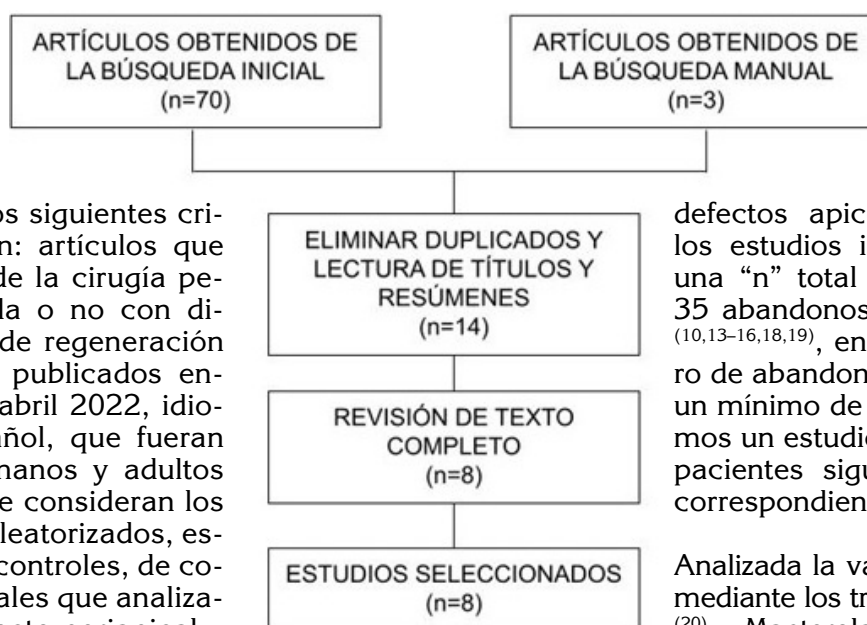 ARTÍCULOS OBTENIDOS DE
LA BÚSQUEDA INICIAL
(n=70)
ARTÍCULOS OBTENIDOS DE
LA BÚSQUEDA MANUAL
(n=3)
os siguientes cri-
n: artículos que
de la cirugía pe-
da o no con di-
de regeneración
publicados en-
abril 2022, idio-
añol, que fueran
manos y adultos
e consideran los
leatorizados, es-
controles, de co-
ales que analiza-
ELIMINAR DUPLICADOS Y
LECTURA DE TÍTULOS Y
RESÚMENES
(n=14)
REVISIÓN DE TEXTO
COMPLETO
(n=8)
ESTUDIOS SELECCIONADOS
(n=8)
defectos apic
los estudios i
una “n” total
35 abandonos
(10,13–16,18,19), en
ro de abandon
un mínimo de
mos un estudi
pacientes sigu
correspondien
Analizada la va
mediante los tr